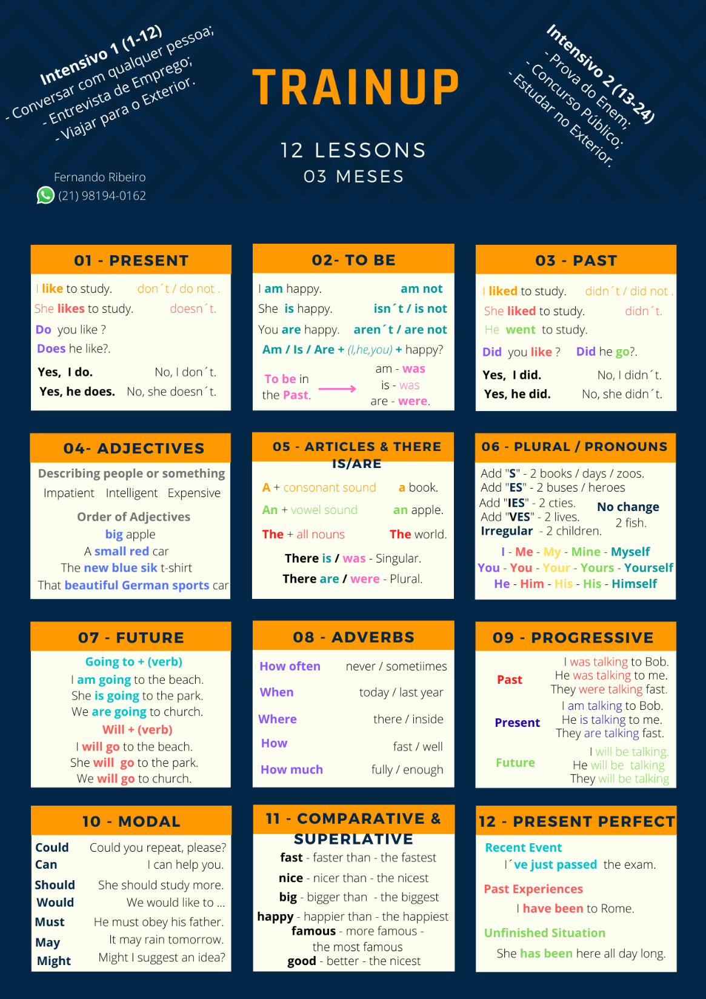 Intensivo 1 (1-12)
- Conversar com qualquer pessoa;
- Entrevista de Emprego;
- Viajar para o Exterior.
TRAINUP
12 LESSONS
03 MESES
Intensivo 2 (13-24)
- Prova do Enem;
- Concurso Público;
- Estudar no Exterior.
Fernando Ribeiro
(21) 98194-0162
01 - PRESENT
I like to study. don´t / do not .
She likes to study. doesn´t.
Do you like ?
Does he like?.
Yes, I do. No, I don´t.
Yes, he does. No, she doesn´t.
02- TO BE
I am happy. am not
She is happy. isn´t / is not
You are happy. aren´t / are not
Am / Is / Are + (I,he,you) + happy?
To be in
the Past.
am - was
is - was
are - were.
03 - PAST
I liked to study. didn´t / did not .
She liked to study. didn´t.
He went to study.
Did you like ? Did he go?.
Yes, I did. No, I didn´t.
Yes, he did. No, she didn´t.
04- ADJECTIVES
Describing people or something
Impatient Intelligent Expensive
Order of Adjectives
big apple
A small red car
The new blue sik t-shirt
That beautiful German sports car
05 - ARTICLES & THERE
IS/ARE
A + consonant sound a book.
An + vowel sound an apple.
The + all nouns The world.
There is / was - Singular.
There are / were - Plural.
06 - PLURAL / PRONOUNS
Add "S" - 2 books / days / zoos.
Add "ES" - 2 buses / heroes
Add "IES" - 2 cties.
Add "VES" - 2 lives.
Irregular - 2 children.
No change
2 fish.
I - Me - My - Mine - Myself
You - You - Your - Yours - Yourself
He - Him - His - His - Himself
07 - FUTURE
Going to + (verb)
I am going to the beach.
She is going to the park.
We are going to church.
Will + (verb)
I will go to the beach.
She will go to the park.
We will go to church.
08 - ADVERBS
How often never / sometiimes
When today / last year
Where there / inside
How fast / well
How much fully / enough
09 - PROGRESSIVE
Past
I was talking to Bob.
He was talking to me.
They were talking fast.
Present
I am talking to Bob.
He is talking to me.
They are talking fast.
Future
I will be talking.
He will be talking
They will be talking
10 - MODAL
Could Could you repeat, please?
Can I can help you.
Should She should study more.
Would We would like to ...
Must He must obey his father.
May It may rain tomorrow.
Might Might I suggest an idea?
11 - COMPARATIVE &
SUPERLATIVE
fast - faster than - the fastest
nice - nicer than - the nicest
big - bigger than - the biggest
happy - happier than - the happiest
famous - more famous -
the most famous
good - better - the nicest
12 - PRESENT PERFECT
Recent Event
I´ve just passed the exam.
Past Experiences
I have been to Rome.
Unfinished Situation
She has been here all day long.